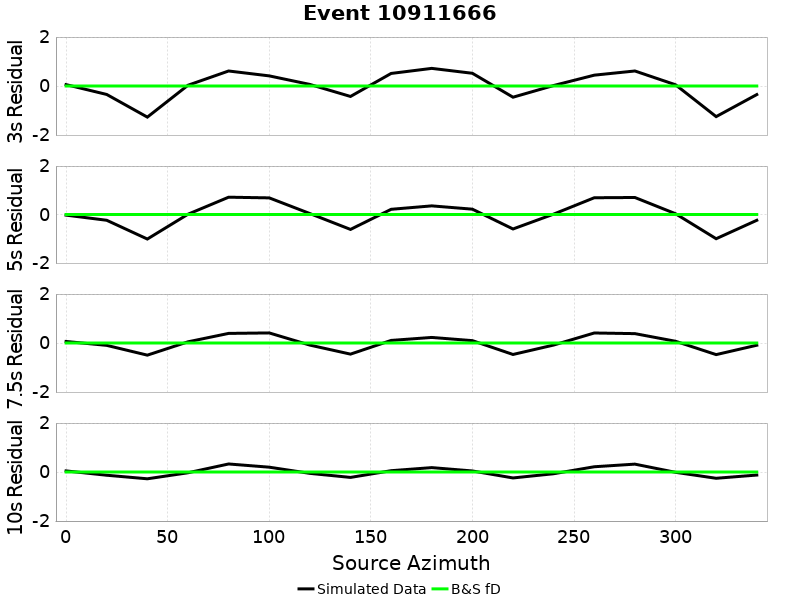 Event 10911666
3s Residual
2
0
-2
5s Residual
2
0
-2
7.5s Residual
2
0
-2
10s Residual
2
0
-2
0 50 100 150 200 250 300
Source Azimuth
Simulated Data B&S fD